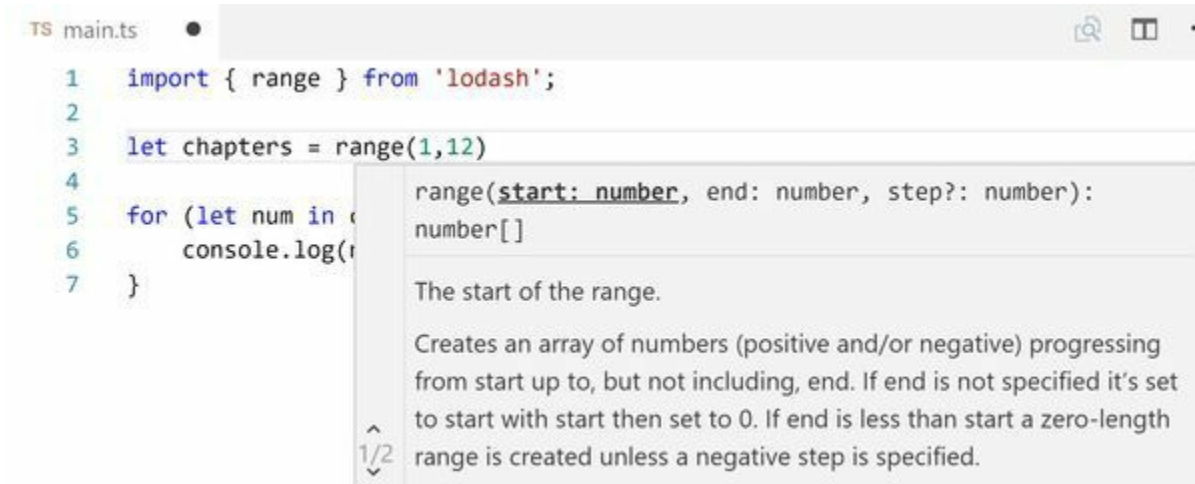 TS main.ts
1 import { range } from 'lodash';
2
3 let chapters = range(1,12)
4
5 for (let num in
6 console.log(
7 }
range(start: number, end: number, step?: number):
number[]
The start of the range.
Creates an array of numbers (positive and/or negative) progressing
from start up to, but not including, end. If end is not specified it's set
to start with start then set to 0. If end is less than start a zero-length
range is created unless a negative step is specified.
1/2